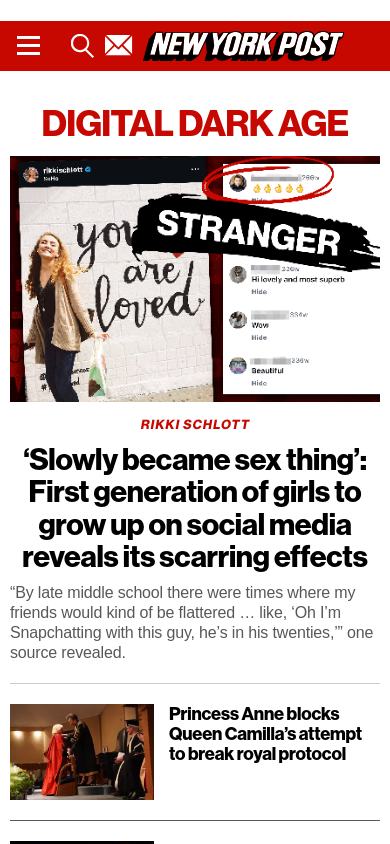 NEW YORK POST
DIGITAL DARK AGE
rikkischlott
SoHo
you
are
loved
266w
Hide
STRANGER
Hi lovely and most superb
Hide
334w
Wow
Hide
236w
Beautiful
Hide
RIKKI SCHLOTT
‘Slowly became sex thing’:
First generation of girls to
grow up on social media
reveals its scarring effects
“By late middle school there were times where my
friends would kind of be flattered … like, ‘Oh I’m
Snapchatting with this guy, he’s in his twenties,’” one
source revealed.
Princess Anne blocks
Queen Camilla’s attempt
to break royal protocol